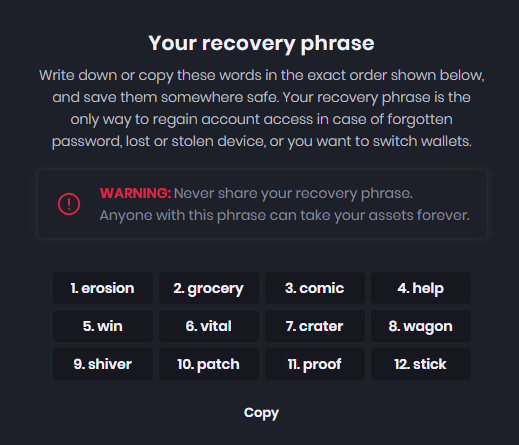 Your recovery phrase
Write down or copy these words in the exact order shown below,
and save them somewhere safe. Your recovery phrase is the
only way to regain account access in case of forgotten
password, lost or stolen device, or you want to switch wallets.
WARNING: Never share your recovery phrase.
Anyone with this phrase can take your assets forever.
1. erosion 2. grocery 3. comic 4. help
5. win 6. vital 7. crater 8. wagon
9. shiver 10. patch 11. proof 12. stick
Copy